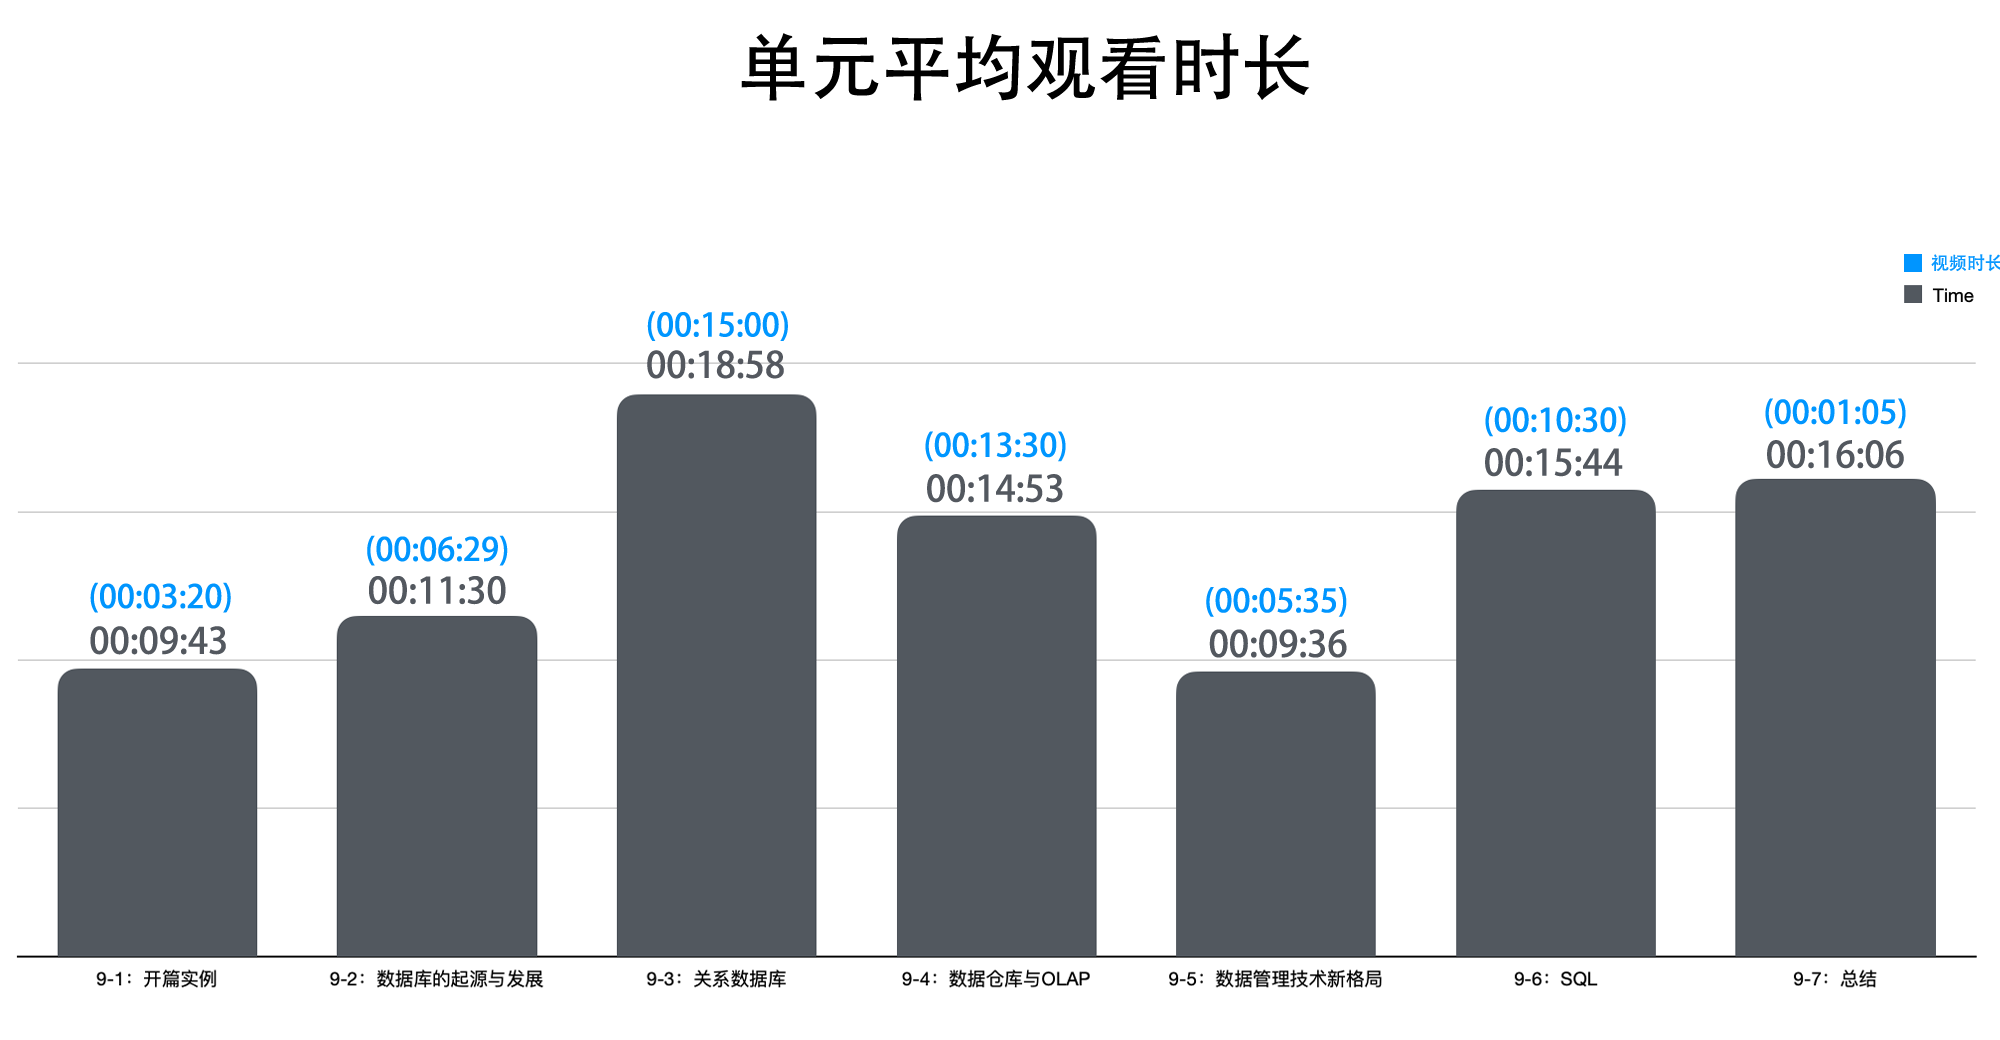 单元平均观看时长
视频时长
Time
(00:03:20)
00:09:43
(00:06:29)
00:11:30
(00:15:00)
00:18:58
(00:13:30)
00:14:53
(00:05:35)
00:09:36
(00:10:30)
00:15:44
(00:01:05)
00:16:06
9-1：开篇实例
9-2：数据库的起源与发展
9-3：关系数据库
9-4：数据仓库与OLAP
9-5：数据管理技术新格局
9-6：SQL
9-7：总结